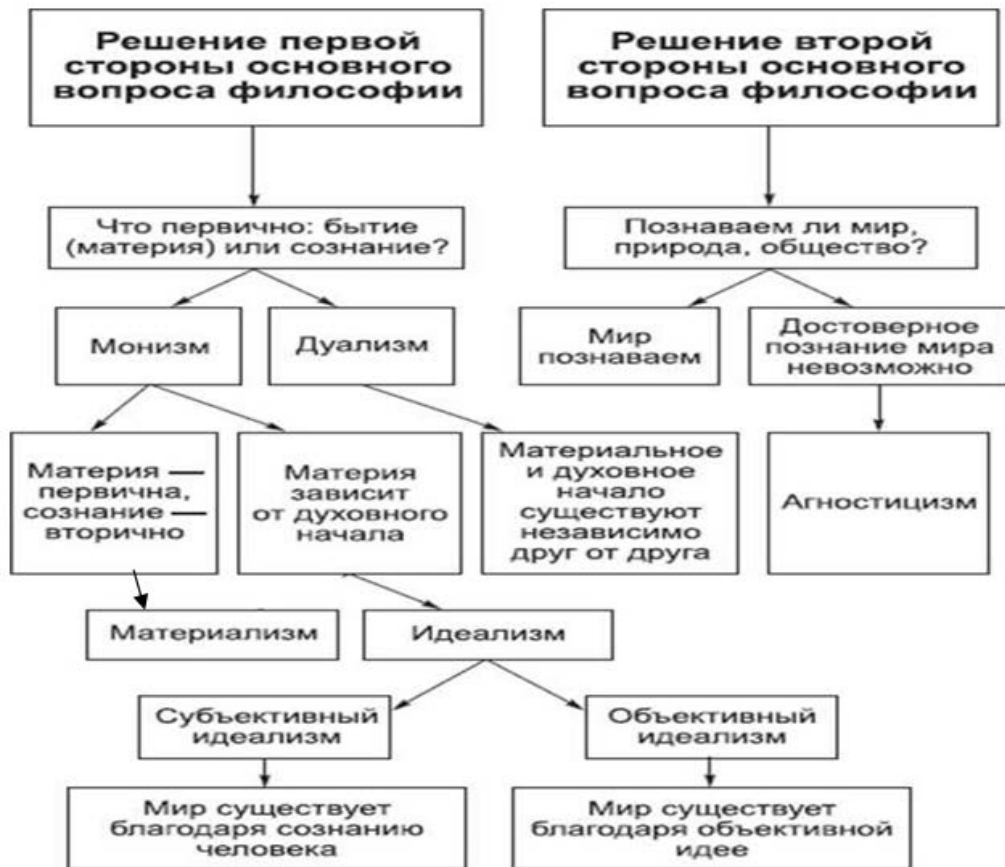 Решение первой
стороны основного
вопроса философии
Решение второй
стороны основного
вопроса философии
Что первично: бытие
(материя) или сознание?
Познаваем ли мир,
природа, общество?
Монизм
Дуализм
Мир
познаваем
Достоверное
познание мира
невозможно
Материя —
первична,
сознание —
вторично
Материя
зависит
от духовного
начала
Материальное
и духовное
начало
существуют
независимо
друг от друга
Агностицизм
Материализм
Идеализм
Субъективный
идеализм
Объективный
идеализм
Мир существует
благодаря сознанию
человека
Мир существует
благодаря объективной
идее